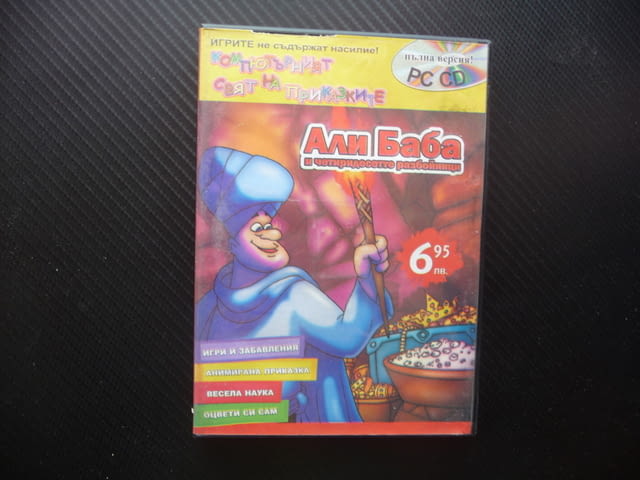 ИГРИТЕ не съдържат насилие!
КОМПЮТЪРНИЯТ
СВЯТ НА ПРИКАЗКИТЕ
пълна версия!
PC CD
Али Баба
и четиридесетте разбойници
6 95
лв.
ИГРИ И ЗАБАВЛЕНИЯ
АНИМИРАНА ПРИКАЗКА
ВЕСЕЛА НАУКА
ОЦВЕТИ СИ САМ